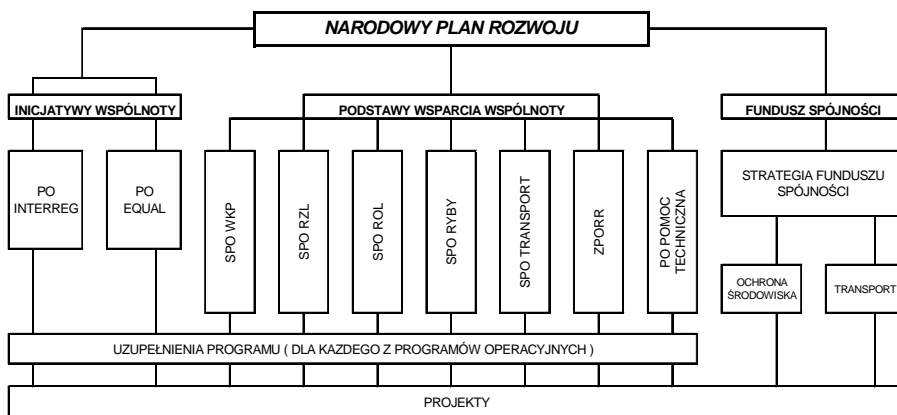 NARODOWY PLAN ROZWOJU
INICJATYWY WSPÓLNOTY
PODSTAWY WSPARCIA WSPÓLNOTY
FUNDUSZ SPÓJNOŚCI
PO
INTERREG
PO
EQUAL
SPO WKP
SPO RZL
SPO ROL
SPO RYBY
SPO TRANSPORT
ZPORR
PO POMOC
TECHNICZNA
STRATEGIA FUNDUSZU
SPÓJNOŚCI
OCHRONA
ŚRODOWISKA
TRANSPORT
UZUPEŁNIENIA PROGRAMU ( DLA KAZDEGO Z PROGRAMÓW OPERACYJNYCH )
PROJEKTY